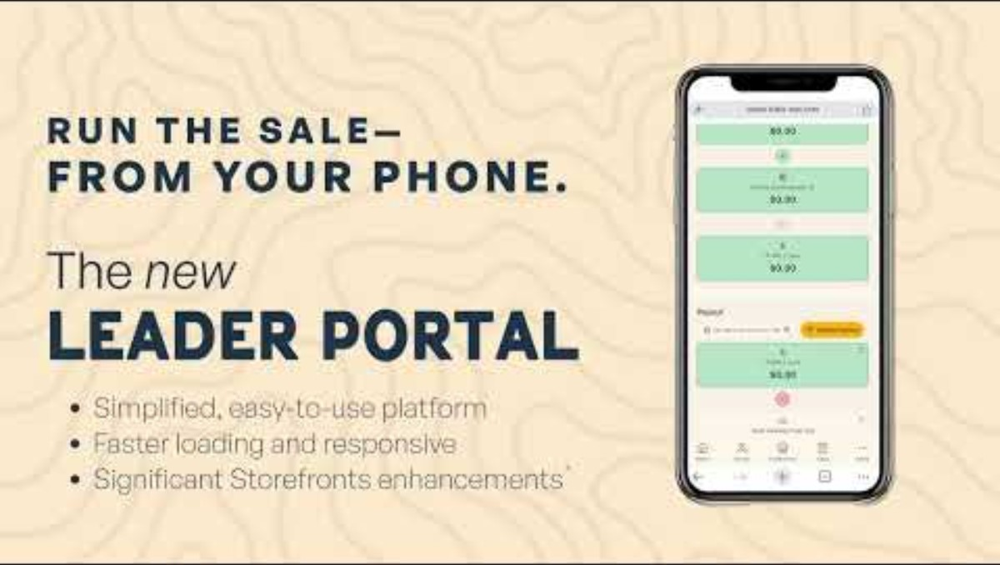 RUN THE SALE—
FROM YOUR PHONE.
The new
LEADER PORTAL
• Simplified, easy-to-use platform
• Faster loading and responsive
• Significant Storefronts enhancements*
$0.00
$0.00
$0.00
$0.00